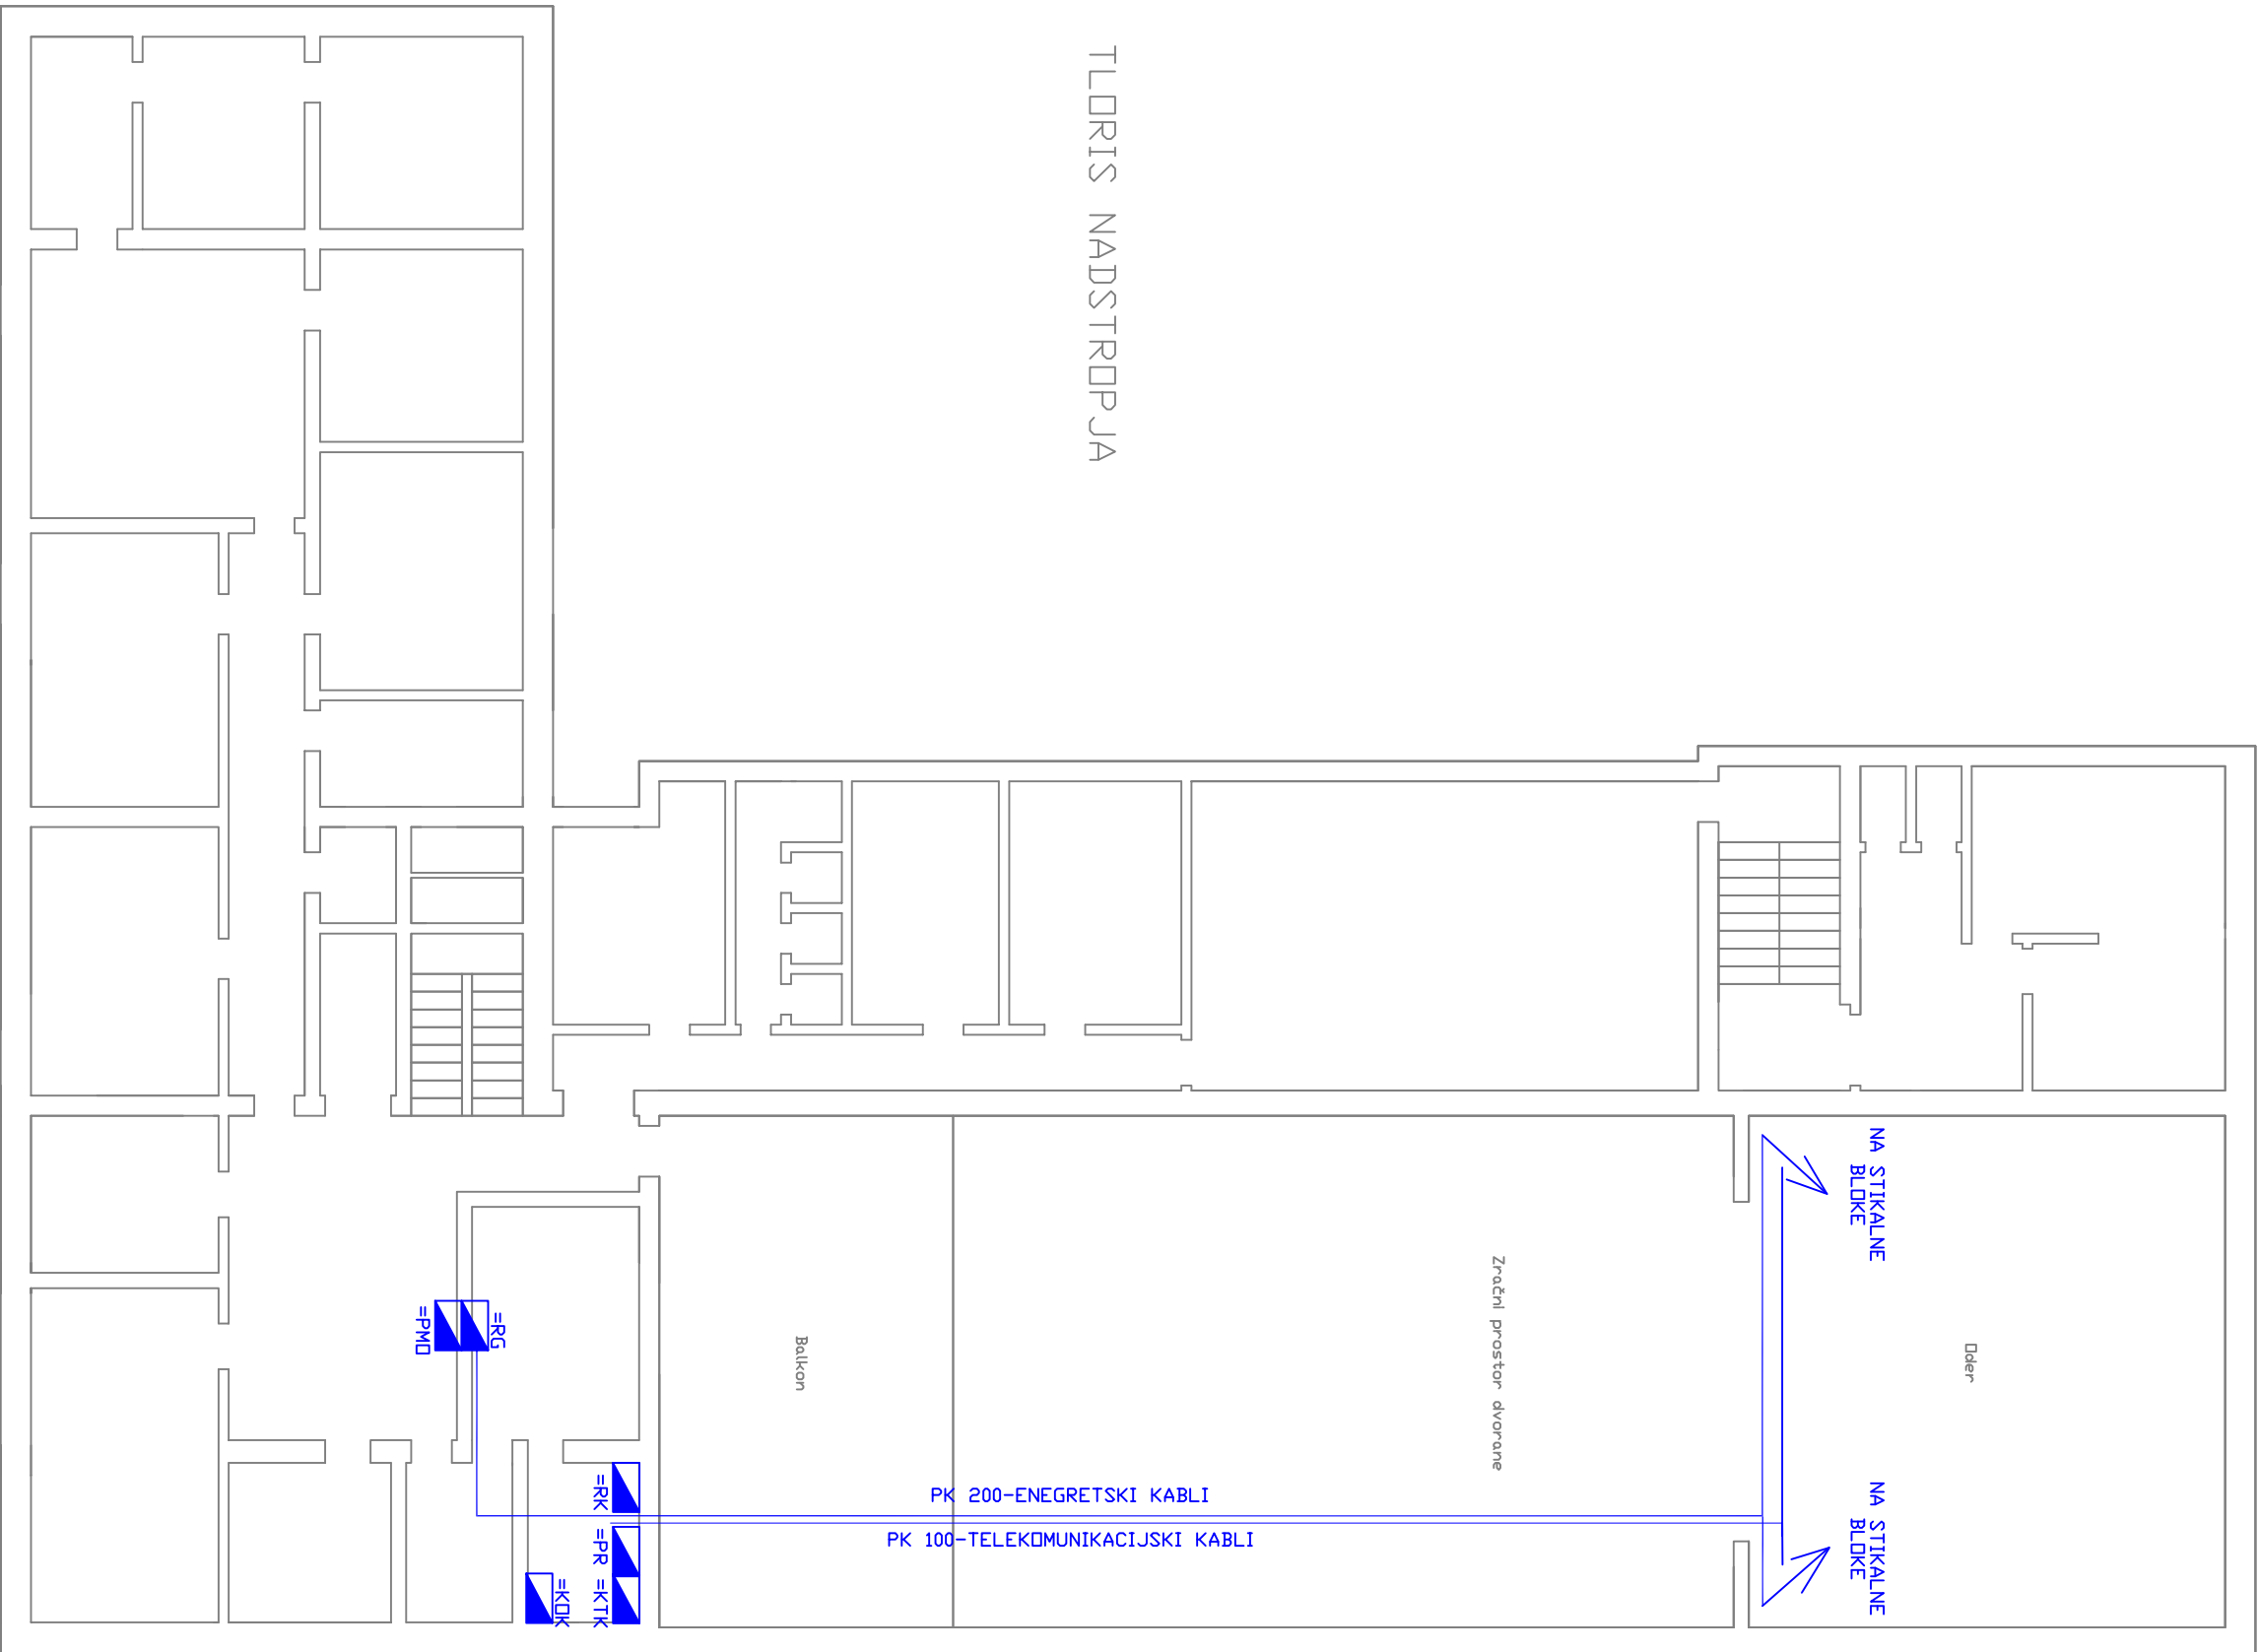 TLORIS NADSTROPJA
NA STIKALNE
BLOKE
Zračni prostor dvorane
Balkon
Oder
=PMO
=RG
NA STIKALNE
BLOKE
=RK
PK 200-ENEGRETSKI KABLI
PK 100-TELEKOMUNIKACIJSKI KABLI
=PR
=KTK
=KOK